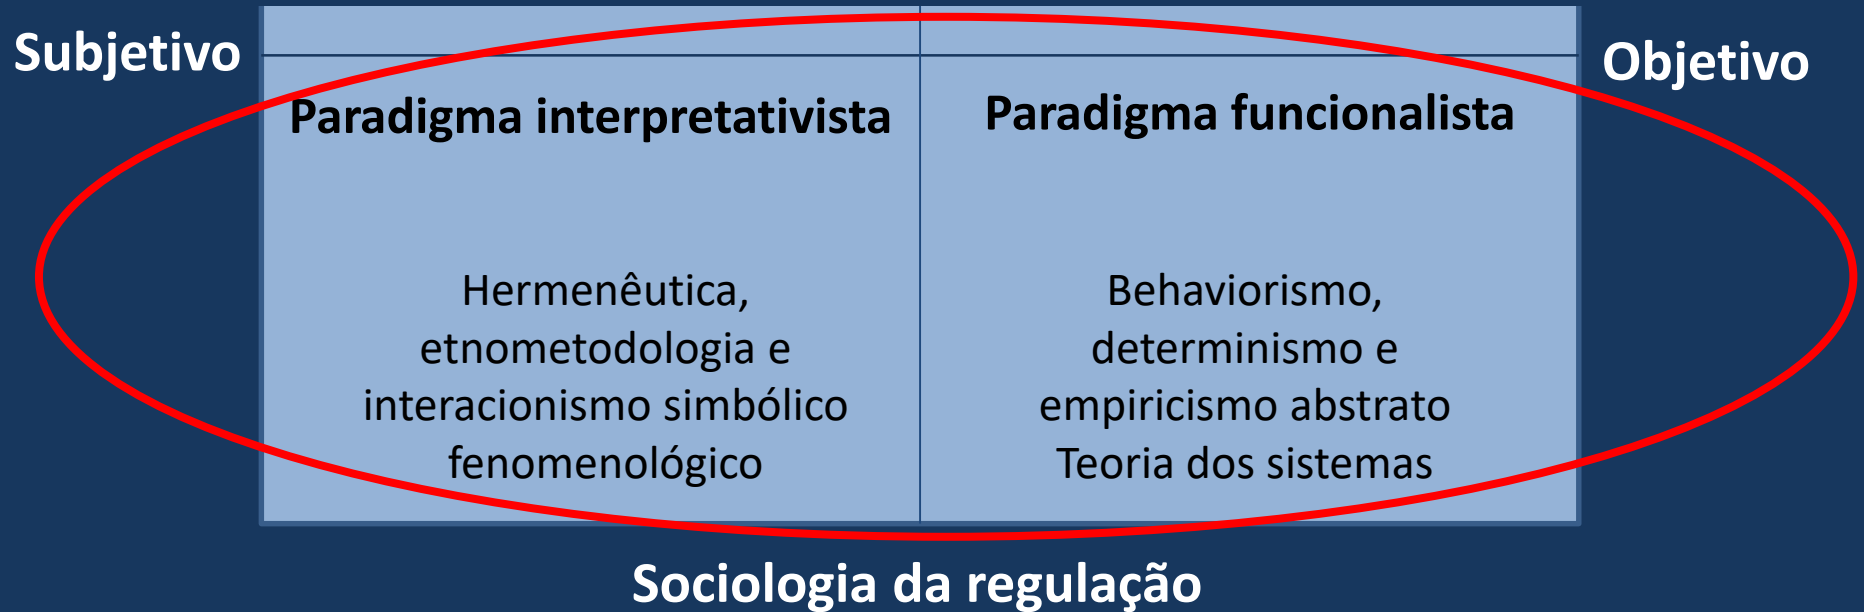 Subjetivo
Objetivo
Paradigma interpretativista
Paradigma funcionalista
Hermenêutica,
etnometodologia e
interacionismo simbólico
fenomenológico
Behaviorismo,
determinismo e
empiricismo abstrato
Teoria dos sistemas
Sociologia da regulação